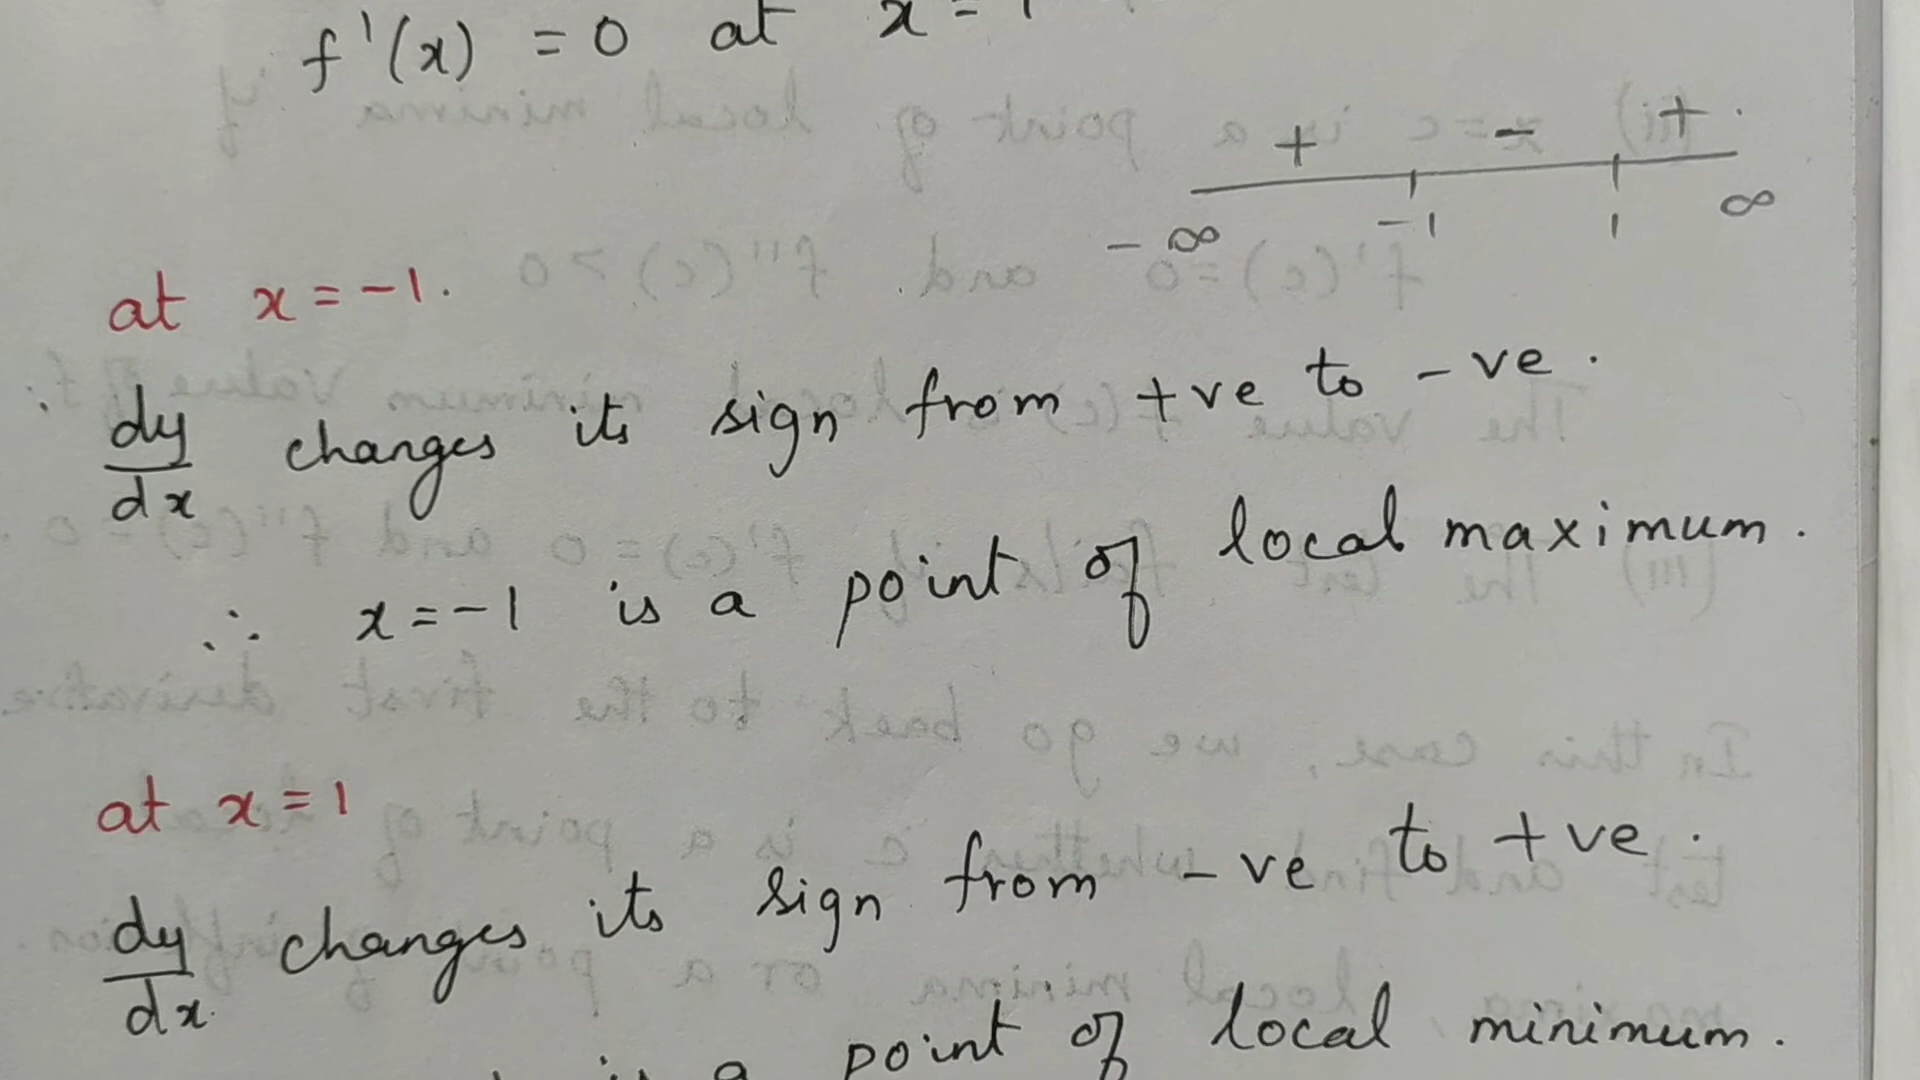 f'(x) = 0 at x =
+ - +
-∞ -1 1 ∞
at x = -1.
dy/dx changes its sign from +ve to -ve.
∴ x = -1 is a point of local maximum.
at x = 1
dy/dx changes its sign from -ve to +ve.
is a point of local minimum.